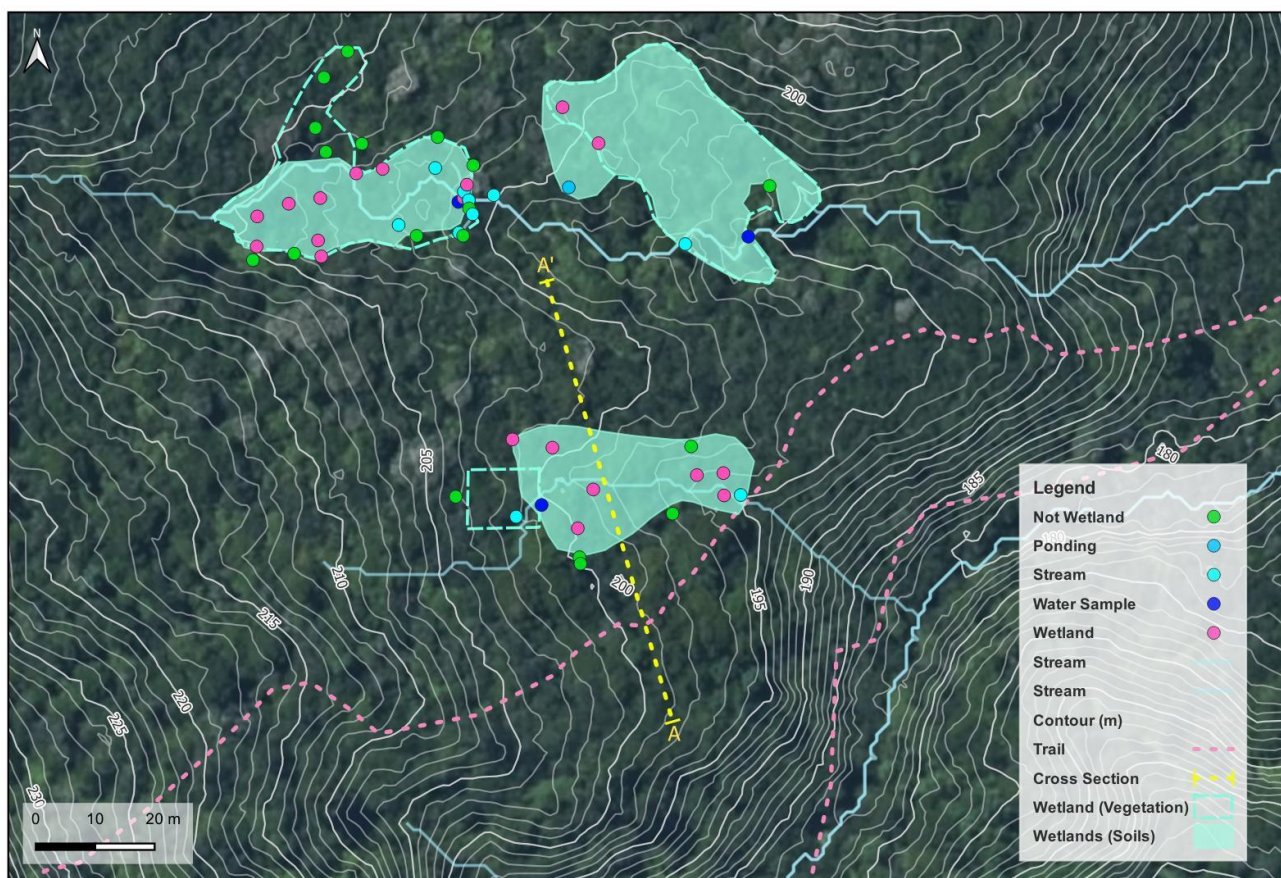 N
200
A'
205
180
185
Legend
Not Wetland
Ponding
Stream
Water Sample
Wetland
Stream
Stream
Contour (m)
Trail
Cross Section
Wetland (Vegetation)
Wetlands (Soils)
180
210
200
195
190
215
220
225
A
230
0 10 20 m